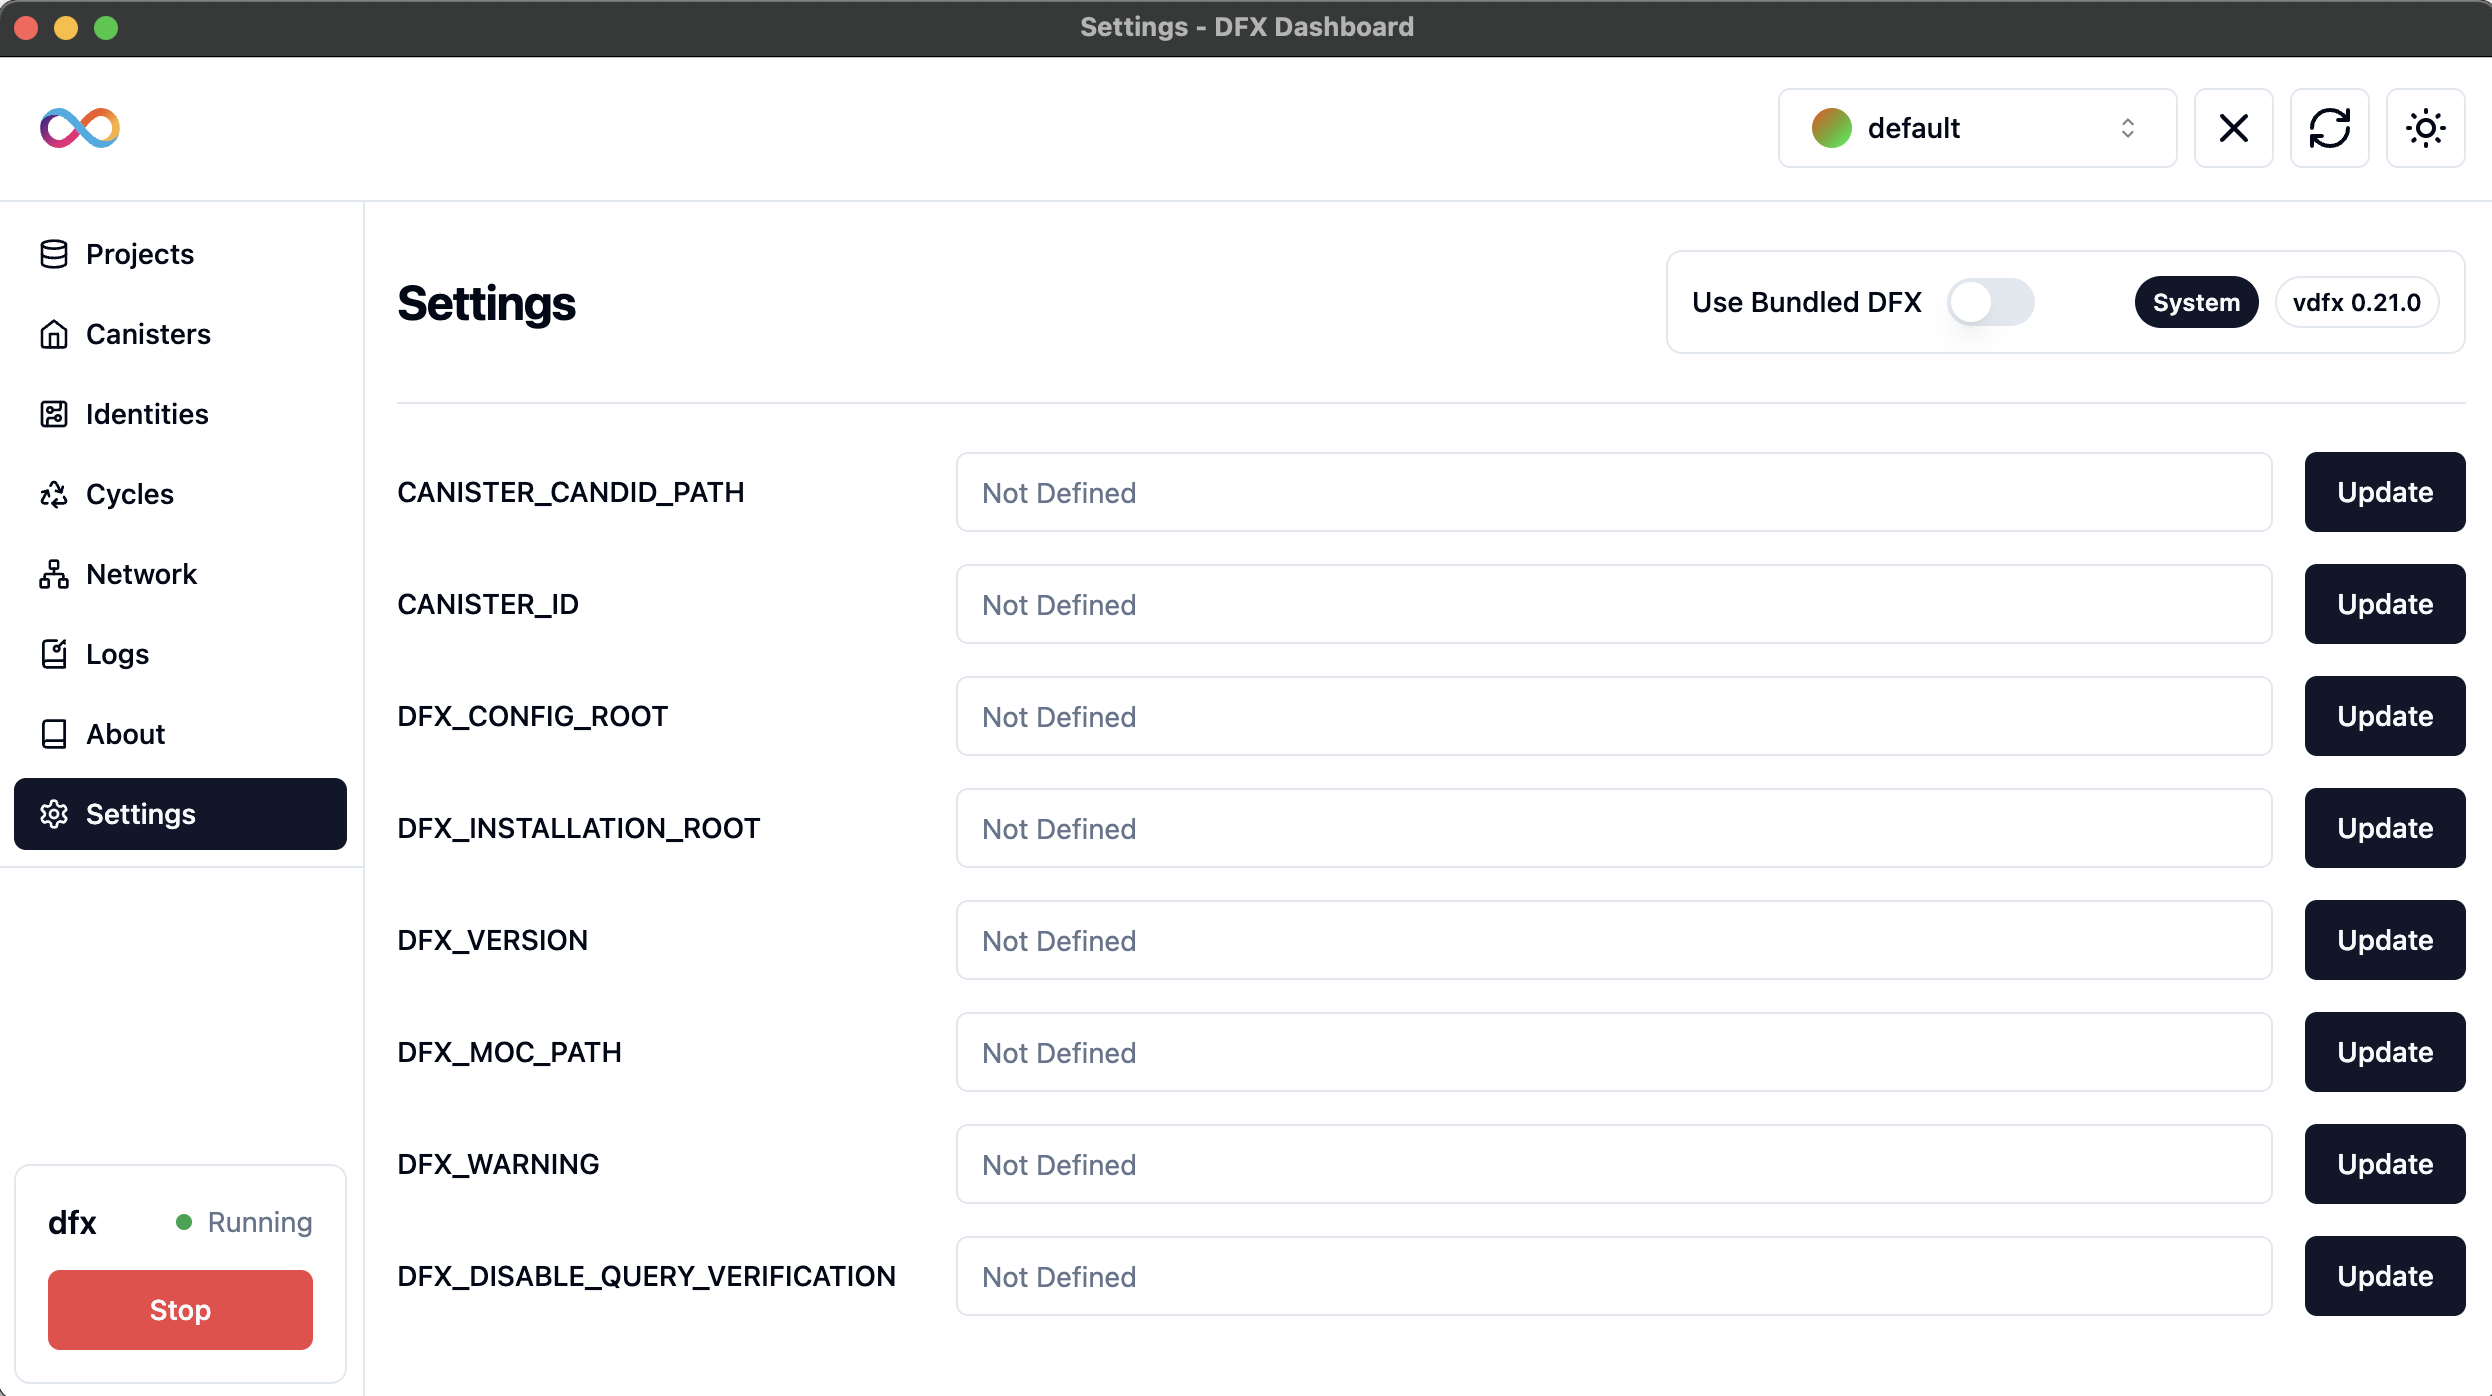 Settings - DFX Dashboard
default
Projects
Canisters
Identities
Cycles
Network
Logs
About
Settings
dfx Running
Stop
Settings
Use Bundled DFX System vdfx 0.21.0
CANISTER_CANDID_PATH Not Defined Update
CANISTER_ID Not Defined Update
DFX_CONFIG_ROOT Not Defined Update
DFX_INSTALLATION_ROOT Not Defined Update
DFX_VERSION Not Defined Update
DFX_MOC_PATH Not Defined Update
DFX_WARNING Not Defined Update
DFX_DISABLE_QUERY_VERIFICATION Not Defined Update